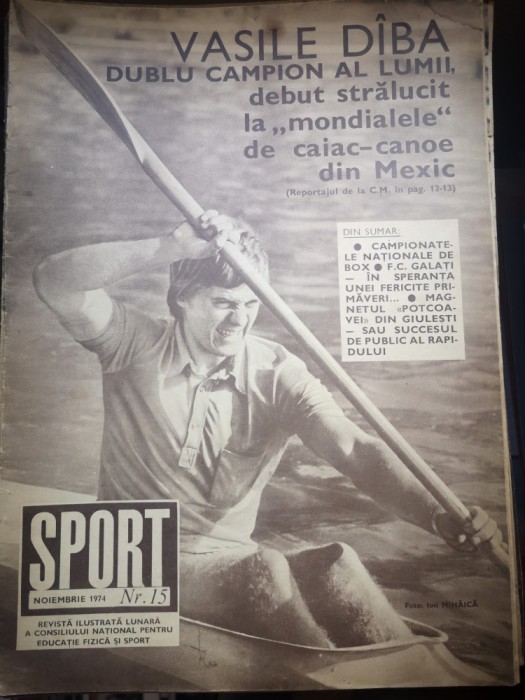 VASILE DÎBA
DUBLU CAMPION AL LUMII,
debut strălucit
la „mondialele“
de caiac-canoe
din Mexic
(Reportajul de la C.M. în pag. 12-13)
DIN SUMAR:
● CAMPIONATE-
LE NAȚIONALE DE
BOX ● F.C. GALAȚI
— ÎN SPERANȚA
UNEI FERICITE PRI-
MĂVERI... ● MAG-
NETUL «POTCOA-
VEI» DIN GIULEȘTI
— SAU SUCCESUL
DE PUBLIC AL RAPI-
DULUI
SPORT
NOIEMBRIE 1974 Nr. 15
REVISTĂ ILUSTRATĂ LUNARĂ
A CONSILIULUI NAȚIONAL PENTRU
EDUCAȚIE FIZICĂ ȘI SPORT
Foto: Ion MIHĂICĂ